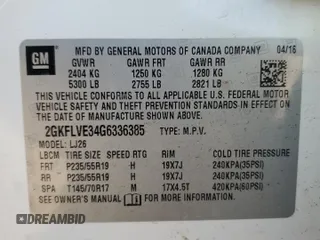 GM
MFD BY GENERAL MOTORS OF CANADA COMPANY 04/16
GVWR GAWR FRT GAWR RR
2404 KG 1250 KG 1280 KG
5300 LB 2755 LB 2821 LB
THIS VEHICLE CONFORMS TO ALL APPLICABLE
U.S. FEDERAL MOTOR VEHICLE SAFETY
AND THEFT PREVENTION STANDARDS IN EFFECT ON THE
DATE OF MANUFACTURE SHOWN ABOVE.
2GKFLVE34G6336385 TYPE: M.P.V.
MODEL: LJ26
LBCM TIRE SIZE SPEED RTG RIM COLD TIRE PRESSURE
FRT P235/55R19 H 19X7J 240KPA(35PSI)
RR P235/55R19 H 19X7J 240KPA(35PSI)
SPA T145/70R17 M 17X4.5T 420KPA(60PSI)
SEE OWNER'S MANUAL FOR MORE INFORMATION.
AUTOHELPERBOT.COM